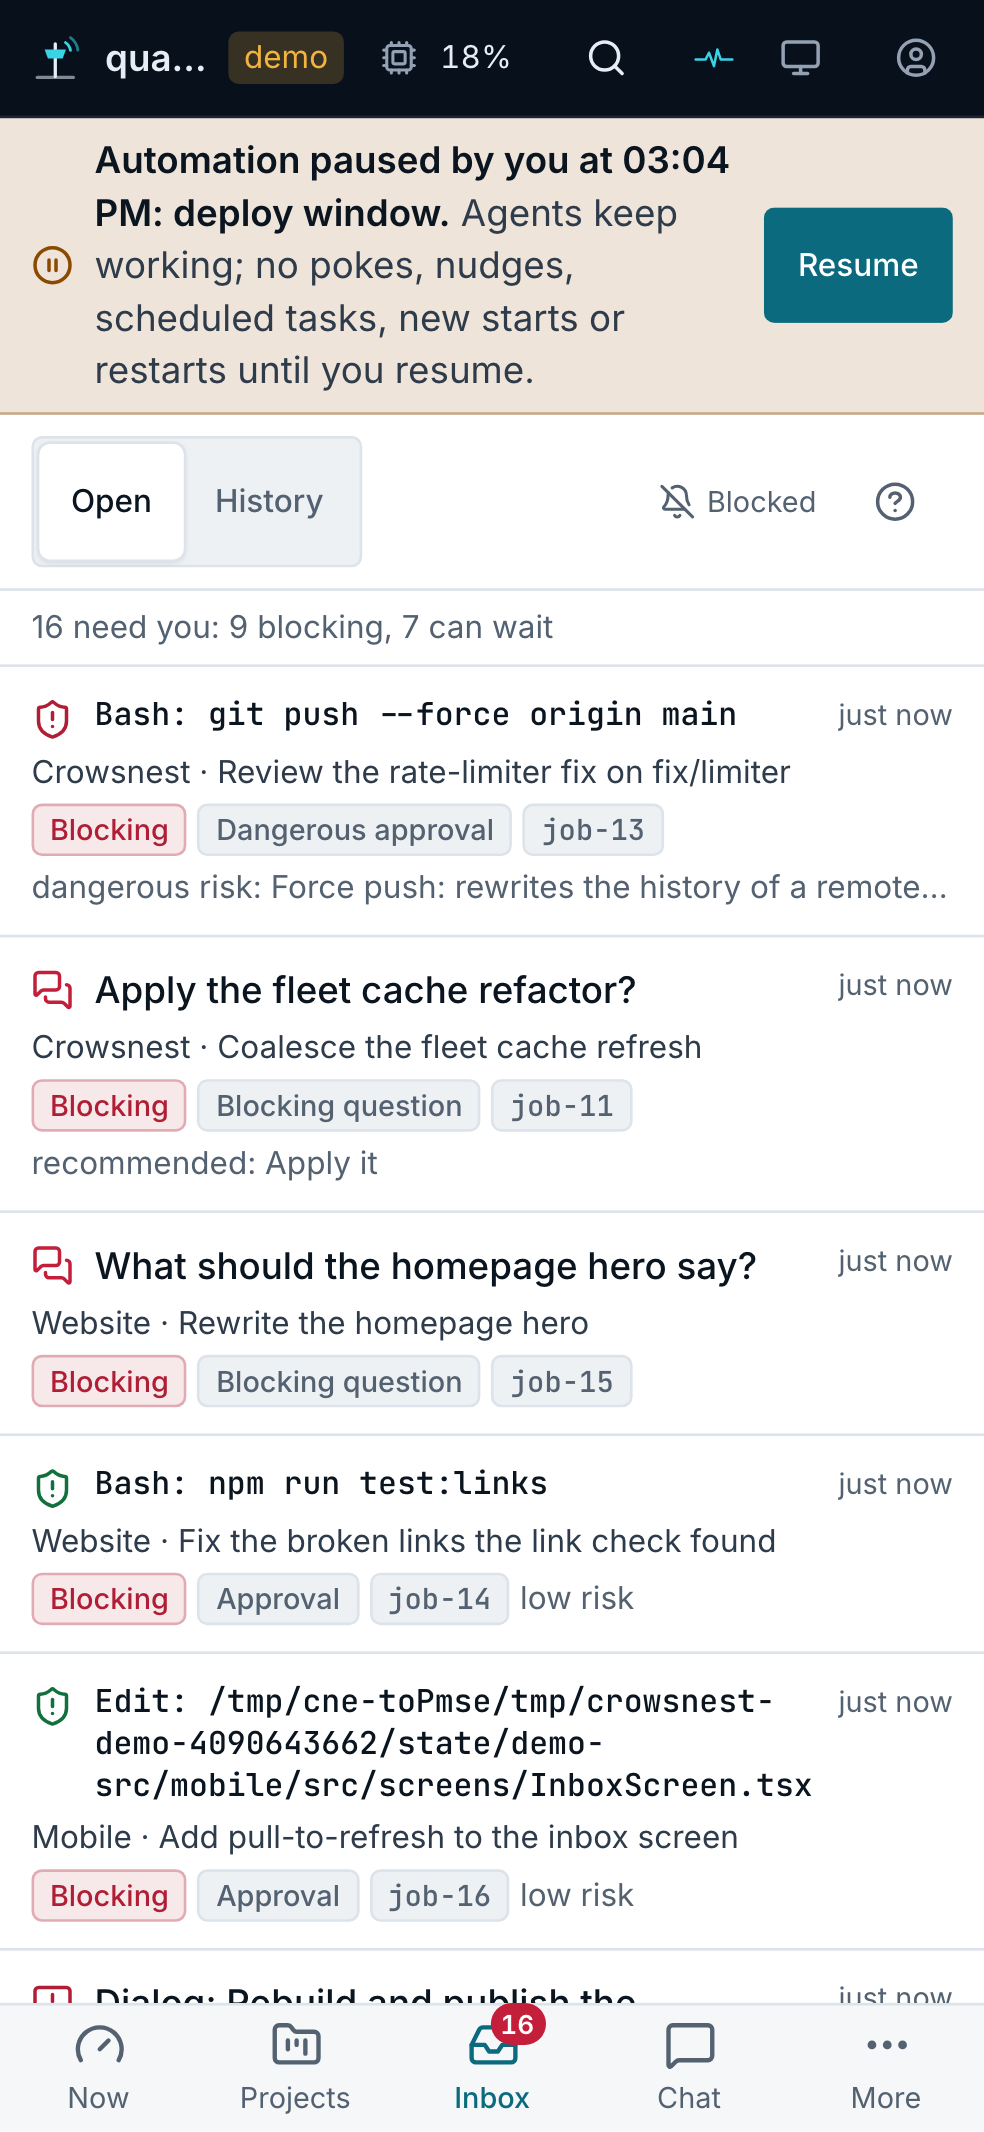 qua... demo 18%
Automation paused by you at 03:04
PM: deploy window. Agents keep
working; no pokes, nudges,
scheduled tasks, new starts or
restarts until you resume.
Resume
Open History Blocked
16 need you: 9 blocking, 7 can wait
Bash: git push --force origin main just now
Crowsnest · Review the rate-limiter fix on fix/limiter
Blocking Dangerous approval job-13
dangerous risk: Force push: rewrites the history of a remote...
Apply the fleet cache refactor? just now
Crowsnest · Coalesce the fleet cache refresh
Blocking Blocking question job-11
recommended: Apply it
What should the homepage hero say? just now
Website · Rewrite the homepage hero
Blocking Blocking question job-15
Bash: npm run test:links just now
Website · Fix the broken links the link check found
Blocking Approval job-14 low risk
Edit: /tmp/cne-toPmse/tmp/crowsnest- just now
demo-4090643662/state/demo-
src/mobile/src/screens/InboxScreen.tsx
Mobile · Add pull-to-refresh to the inbox screen
Blocking Approval job-16 low risk
Dialog: Rebuild and publish the just now
16
Now Projects Inbox Chat More